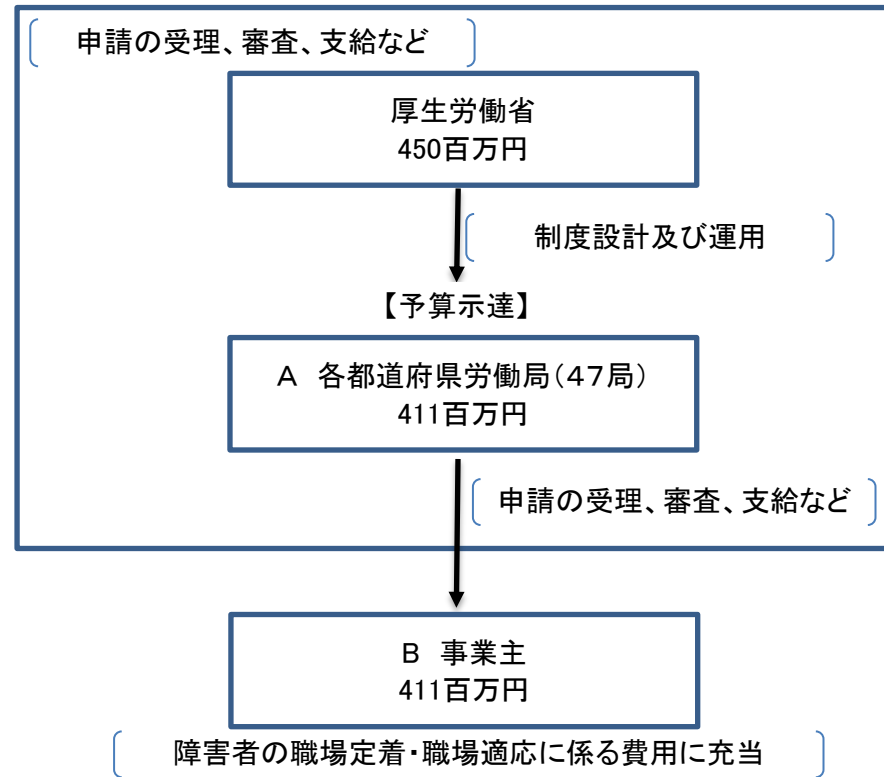 申請の受理、審査、支給など
厚生労働省
450百万円
制度設計及び運用
【予算示達】
A 各都道府県労働局(47局)
411百万円
申請の受理、審査、支給など
B 事業主
411百万円
障害者の職場定着・職場適応に係る費用に充当